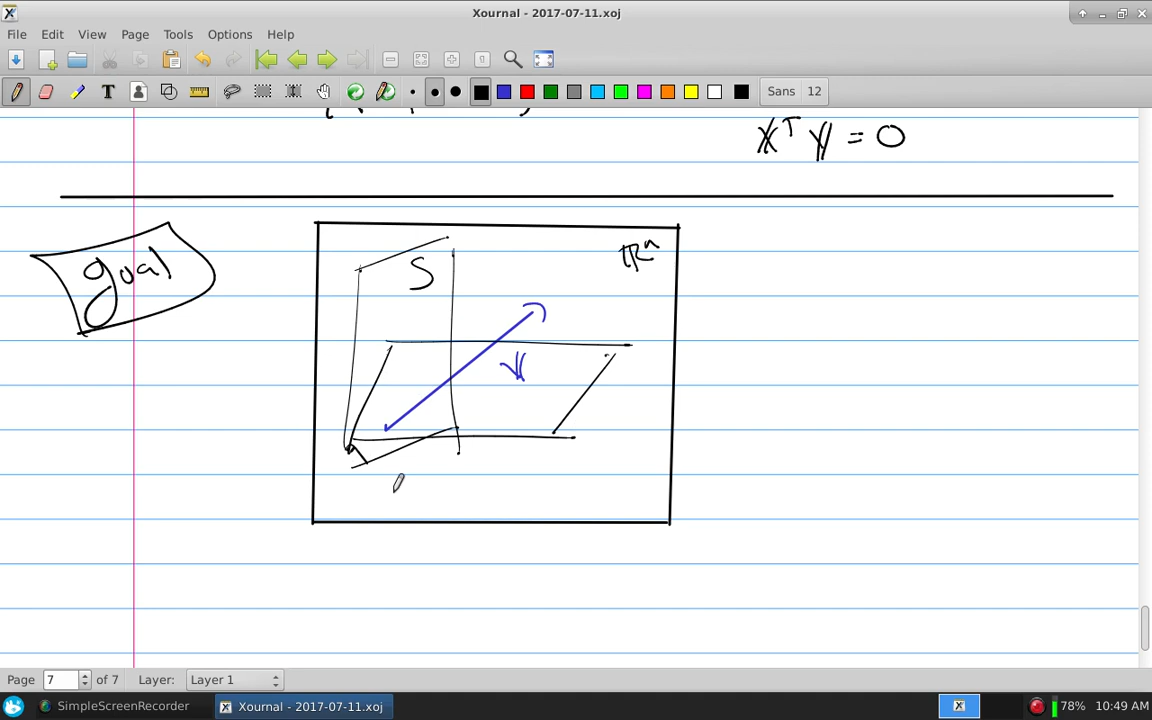 Xournal - 2017-07-11.xoj
File Edit View Page Tools Options Help
Sans 12
X^T Y = 0
goal
S
ℝ^n
Page 7 of 7 Layer: Layer 1
SimpleScreenRecorder Xournal - 2017-07-11.xoj 78% 10:49 AM